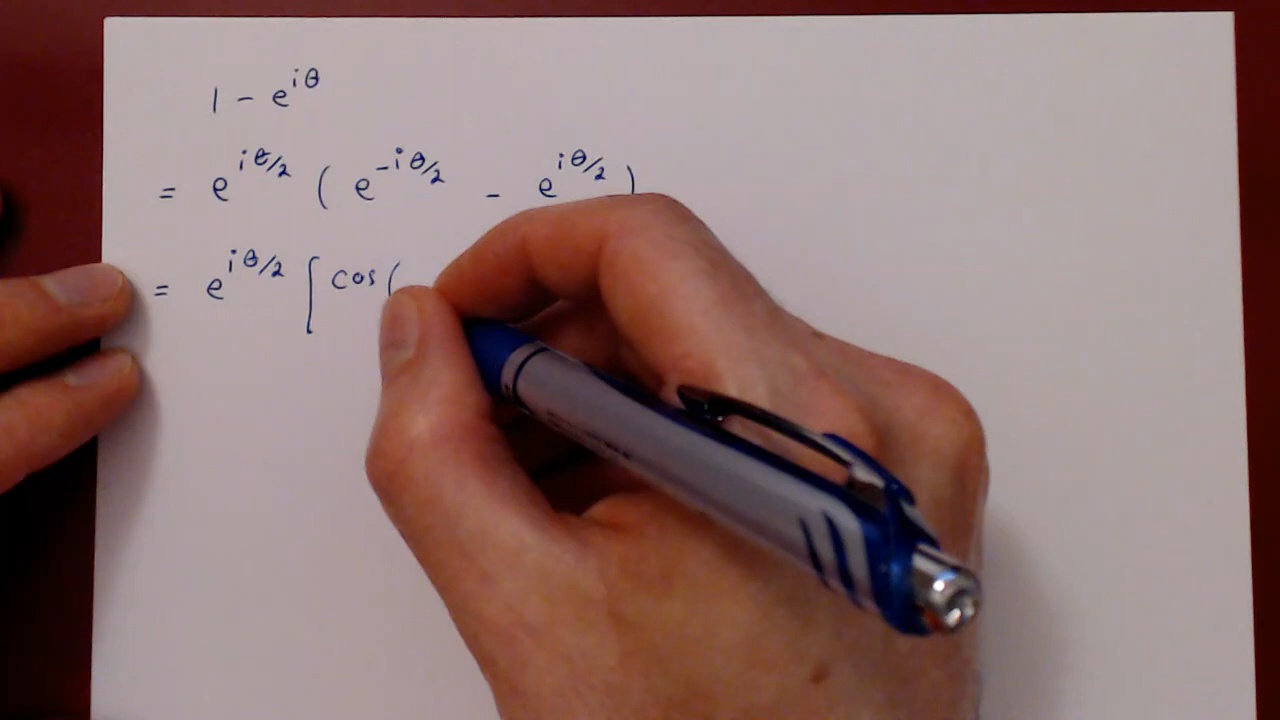 1 - e^{iθ}
= e^{iθ/2} ( e^{-iθ/2} - e^{iθ/2} )
= e^{iθ/2} [ cos(